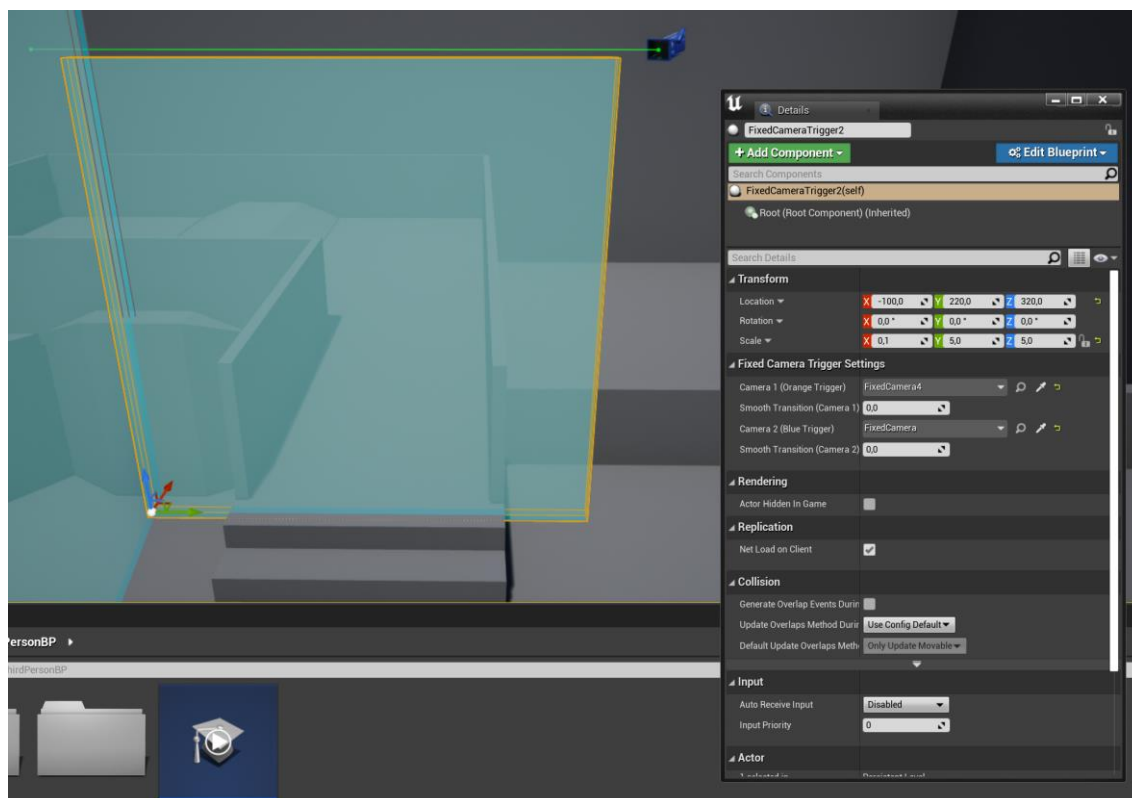 Details
FixedCameraTrigger2
+ Add Component
Edit Blueprint
Search Components
FixedCameraTrigger2(self)
Root (Root Component) (Inherited)
Search Details
Transform
Location X -100,0 Y 220,0 Z 320,0
Rotation X 0,0 ° Y 0,0 ° Z 0,0 °
Scale X 0,1 Y 5,0 Z 5,0
Fixed Camera Trigger Settings
Camera 1 (Orange Trigger) FixedCamera4
Smooth Transition (Camera 1) 0,0
Camera 2 (Blue Trigger) FixedCamera
Smooth Transition (Camera 2) 0,0
Rendering
Actor Hidden In Game
Replication
Net Load on Client
Collision
Generate Overlap Events Durin
Update Overlaps Method Durin Use Config Default
Default Update Overlaps Meth Only Update Movable
Input
Auto Receive Input Disabled
Input Priority 0
Actor
PersonBP
hirdPersonBP